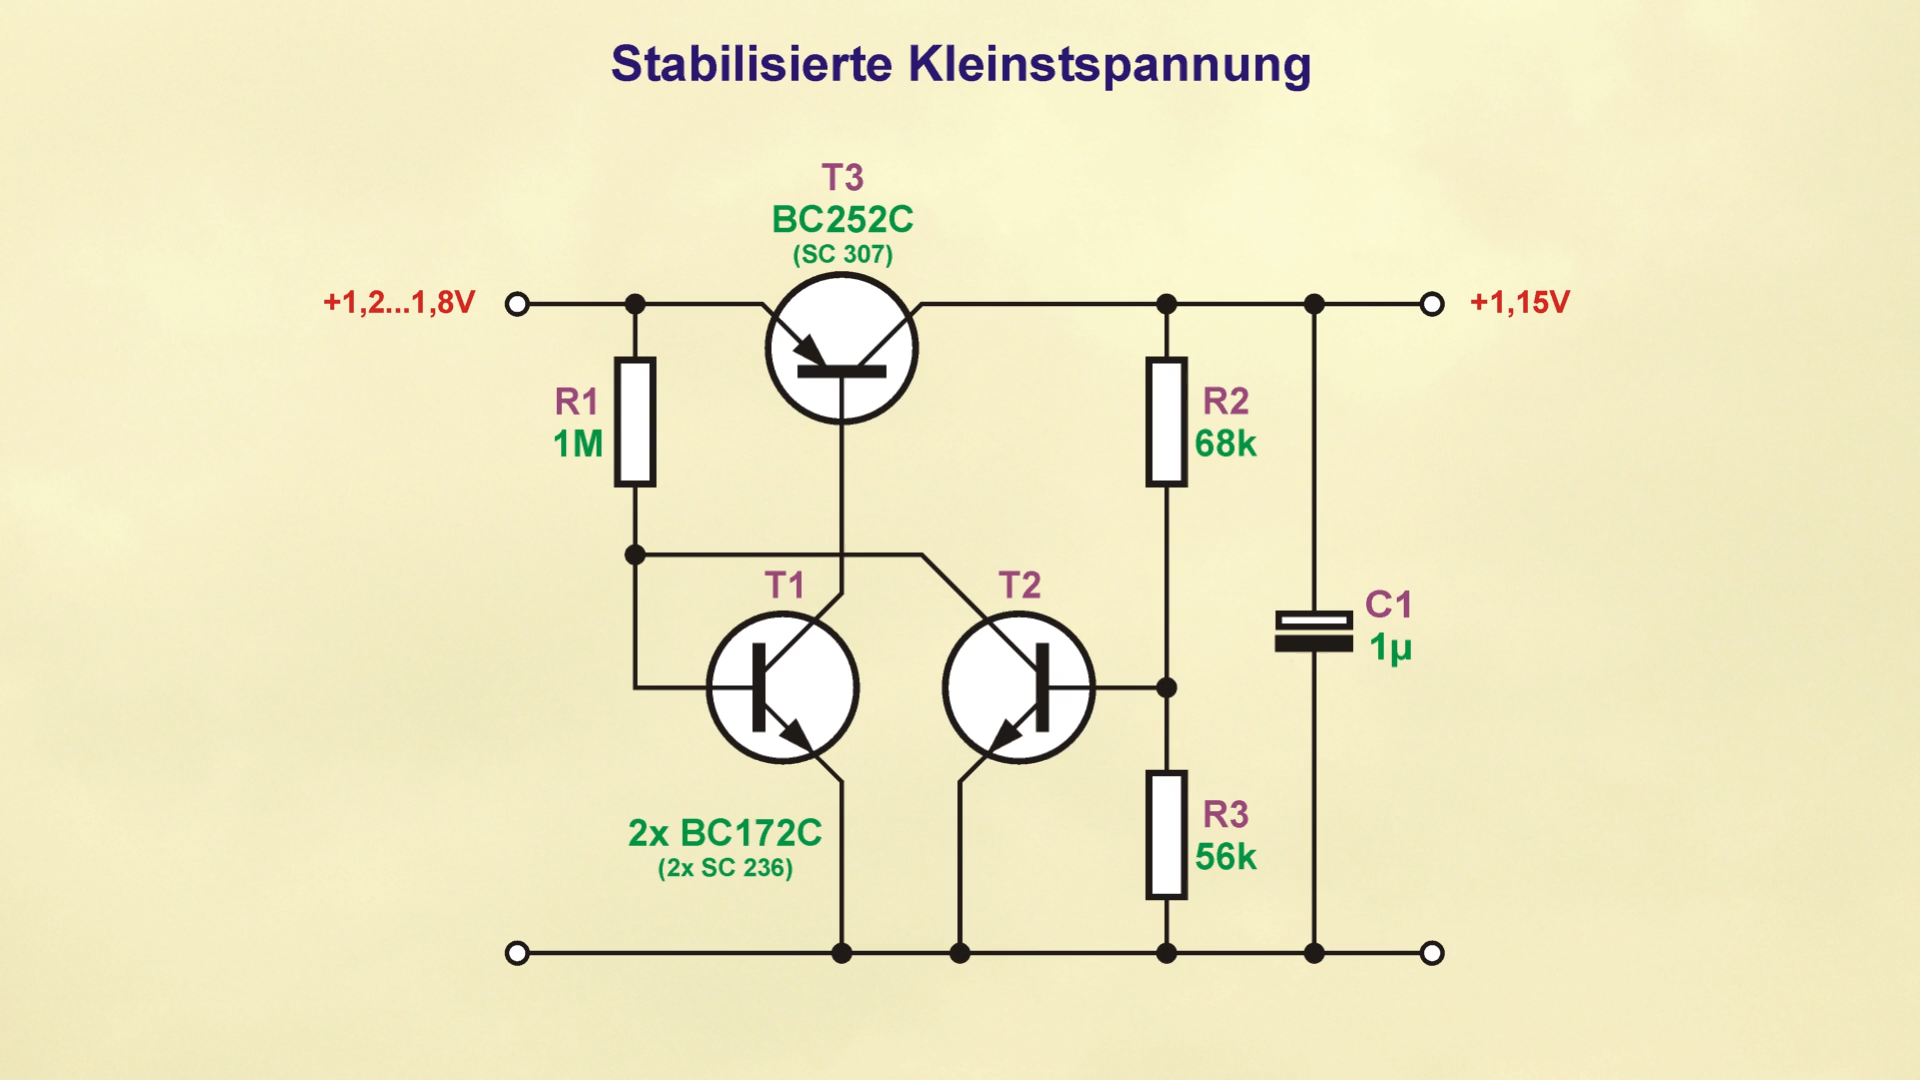 Stabilisierte Kleinstspannung
T3
BC252C
(SC 307)
+1,2...1,8V
+1,15V
R1
1M
R2
68k
T1
T2
C1
1µ
R3
56k
2x BC172C
(2x SC 236)